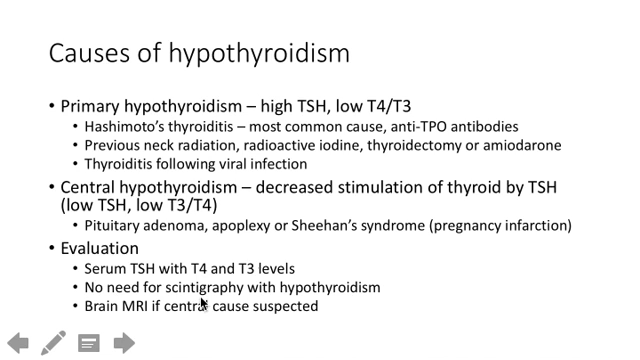 Causes of hypothyroidism
• Primary hypothyroidism – high TSH, low T4/T3
• Hashimoto's thyroiditis – most common cause, anti-TPO antibodies
• Previous neck radiation, radioactive iodine, thyroidectomy or amiodarone
• Thyroiditis following viral infection
• Central hypothyroidism – decreased stimulation of thyroid by TSH
(low TSH, low T3/T4)
• Pituitary adenoma, apoplexy or Sheehan's syndrome (pregnancy infarction)
• Evaluation
• Serum TSH with T4 and T3 levels
• No need for scintigraphy with hypothyroidism
• Brain MRI if central cause suspected